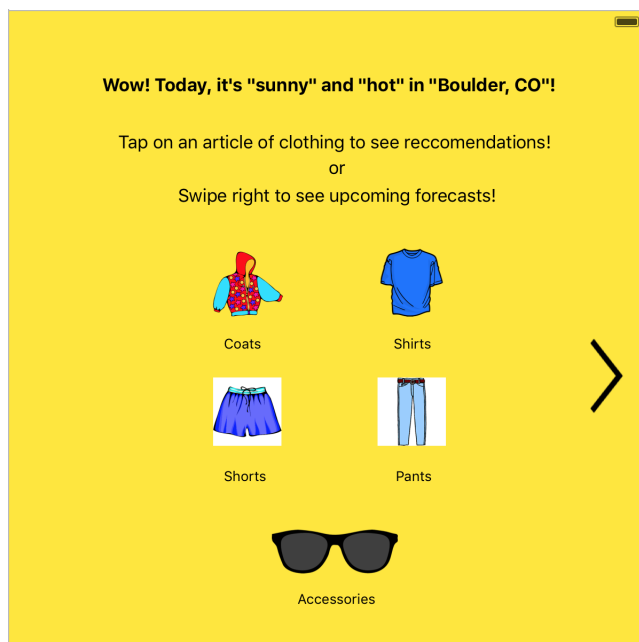 Wow! Today, it's "sunny" and "hot" in "Boulder, CO"!
Tap on an article of clothing to see reccomendations!
or
Swipe right to see upcoming forecasts!
Coats
Shirts
Shorts
Pants
Accessories